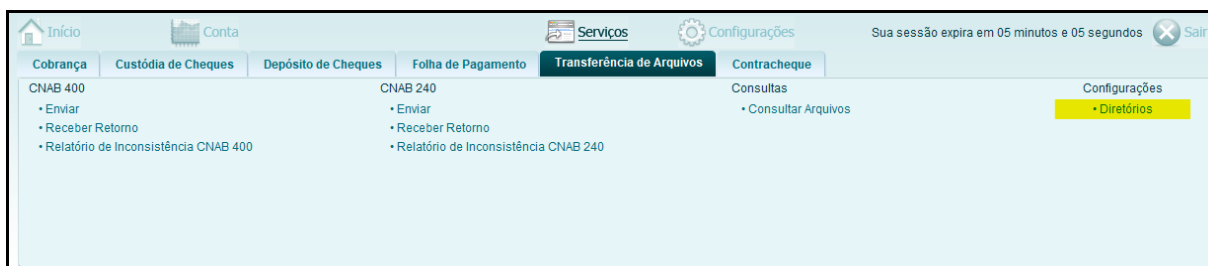 Início Conta Serviços Configurações Sua sessão expira em 05 minutos e 05 segundos Sair
Cobrança Custódia de Cheques Depósito de Cheques Folha de Pagamento Transferência de Arquivos Contracheque
CNAB 400 CNAB 240 Consultas Configurações
• Enviar • Enviar • Consultar Arquivos • Diretórios
• Receber Retorno • Receber Retorno
• Relatório de Inconsistência CNAB 400 • Relatório de Inconsistência CNAB 240